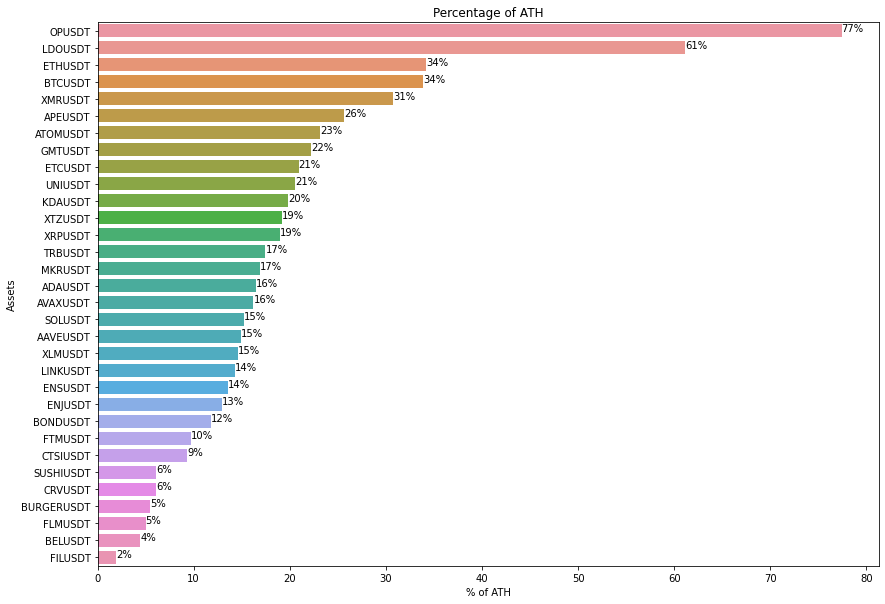 Percentage of ATH
OPUSDT 77%
LDOUSDT 61%
ETHUSDT 34%
BTCUSDT 34%
XMRUSDT 31%
APEUSDT 26%
ATOMUSDT 23%
GMTUSDT 22%
ETCUSDT 21%
UNIUSDT 21%
KDAUSDT 20%
XTZUSDT 19%
XRPUSDT 19%
TRBUSDT 17%
MKRUSDT 17%
ADAUSDT 16%
AVAXUSDT 16%
SOLUSDT 15%
AAVEUSDT 15%
XLMUSDT 15%
LINKUSDT 14%
ENSUSDT 14%
ENJUSDT 13%
BONDUSDT 12%
FTMUSDT 10%
CTSIUSDT 9%
SUSHIUSDT 6%
CRVUSDT 6%
BURGERUSDT 5%
FLMUSDT 5%
BELUSDT 4%
FILUSDT 2%
Assets
0 10 20 30 40 50 60 70 80
% of ATH